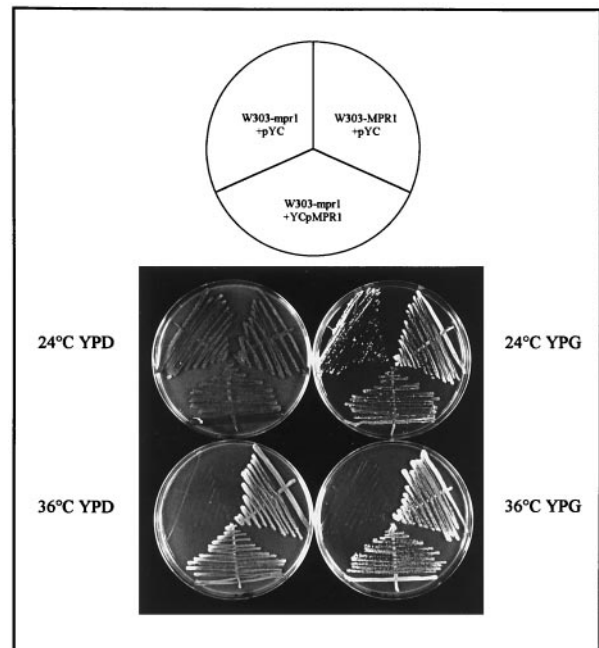 W303-mpr1
+pYC
W303-MPR1
+pYC
W303-mpr1
+YCpMPR1
24°C YPD
24°C YPG
36°C YPD
36°C YPG